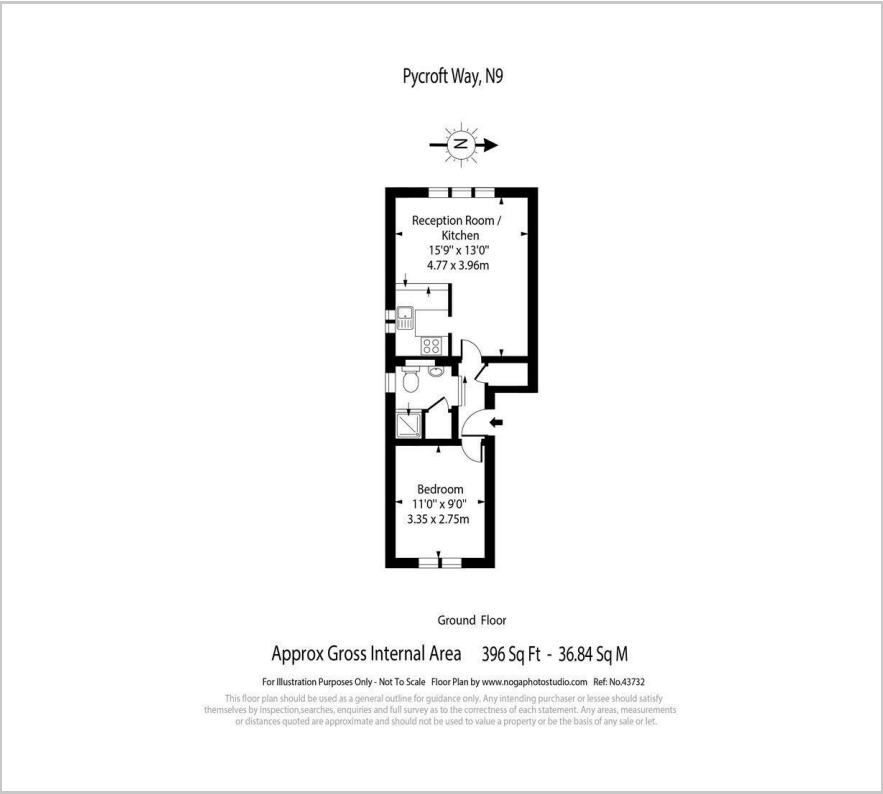 Pycroft Way, N9
N
Reception Room /
Kitchen
15'9" x 13'0"
4.77 x 3.96m
Bedroom
11'0" x 9'0"
3.35 x 2.75m
Ground Floor
Approx Gross Internal Area 396 Sq Ft - 36.84 Sq M
For Illustration Purposes Only - Not To Scale Floor Plan by www.nogaphotostudio.com Ref: No.43732
This floor plan should be used as a general outline for guidance only. Any intending purchaser or lessee should satisfy
themselves by inspection,searches, enquiries and full survey as to the correctness of each statement. Any areas, measurements
or distances quoted are approximate and should not be used to value a property or be the basis of any sale or let.